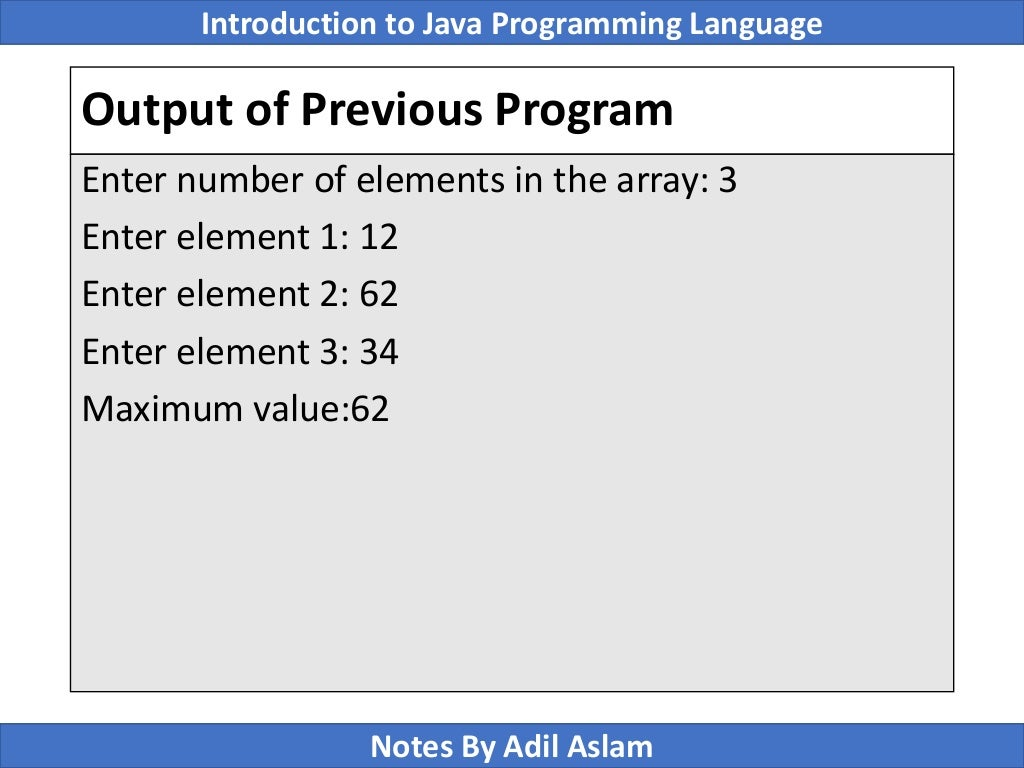 Introduction to Java Programming Language
Output of Previous Program
Enter number of elements in the array: 3
Enter element 1: 12
Enter element 2: 62
Enter element 3: 34
Maximum value:62
Notes By Adil Aslam